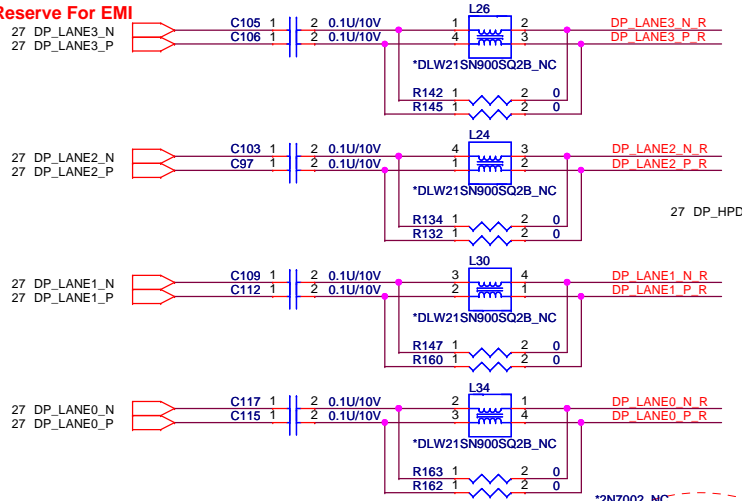 Reserve For EMI
L26
27 DP_LANE3_N C105 1 2 0.1U/10V 1 2 DP_LANE3_N_R
27 DP_LANE3_P C106 1 2 0.1U/10V 4 3 DP_LANE3_P_R
*DLW21SN900SQ2B_NC
R142 1 2 0
R145 1 2 0
L24
27 DP_LANE2_N C103 1 2 0.1U/10V 4 3 DP_LANE2_N_R
27 DP_LANE2_P C97 1 2 0.1U/10V 1 2 DP_LANE2_P_R
*DLW21SN900SQ2B_NC
27 DP_HPD
R134 1 2 0
R132 1 2 0
L30
27 DP_LANE1_N C109 1 2 0.1U/10V 3 4 DP_LANE1_N_R
27 DP_LANE1_P C112 1 2 0.1U/10V 2 1 DP_LANE1_P_R
*DLW21SN900SQ2B_NC
R147 1 2 0
R160 1 2 0
L34
27 DP_LANE0_N C117 1 2 0.1U/10V 2 1 DP_LANE0_N_R
27 DP_LANE0_P C115 1 2 0.1U/10V 3 4 DP_LANE0_P_R
*DLW21SN900SQ2B_NC
R163 1 2 0
R162 1 2 0
*2N7002_NC